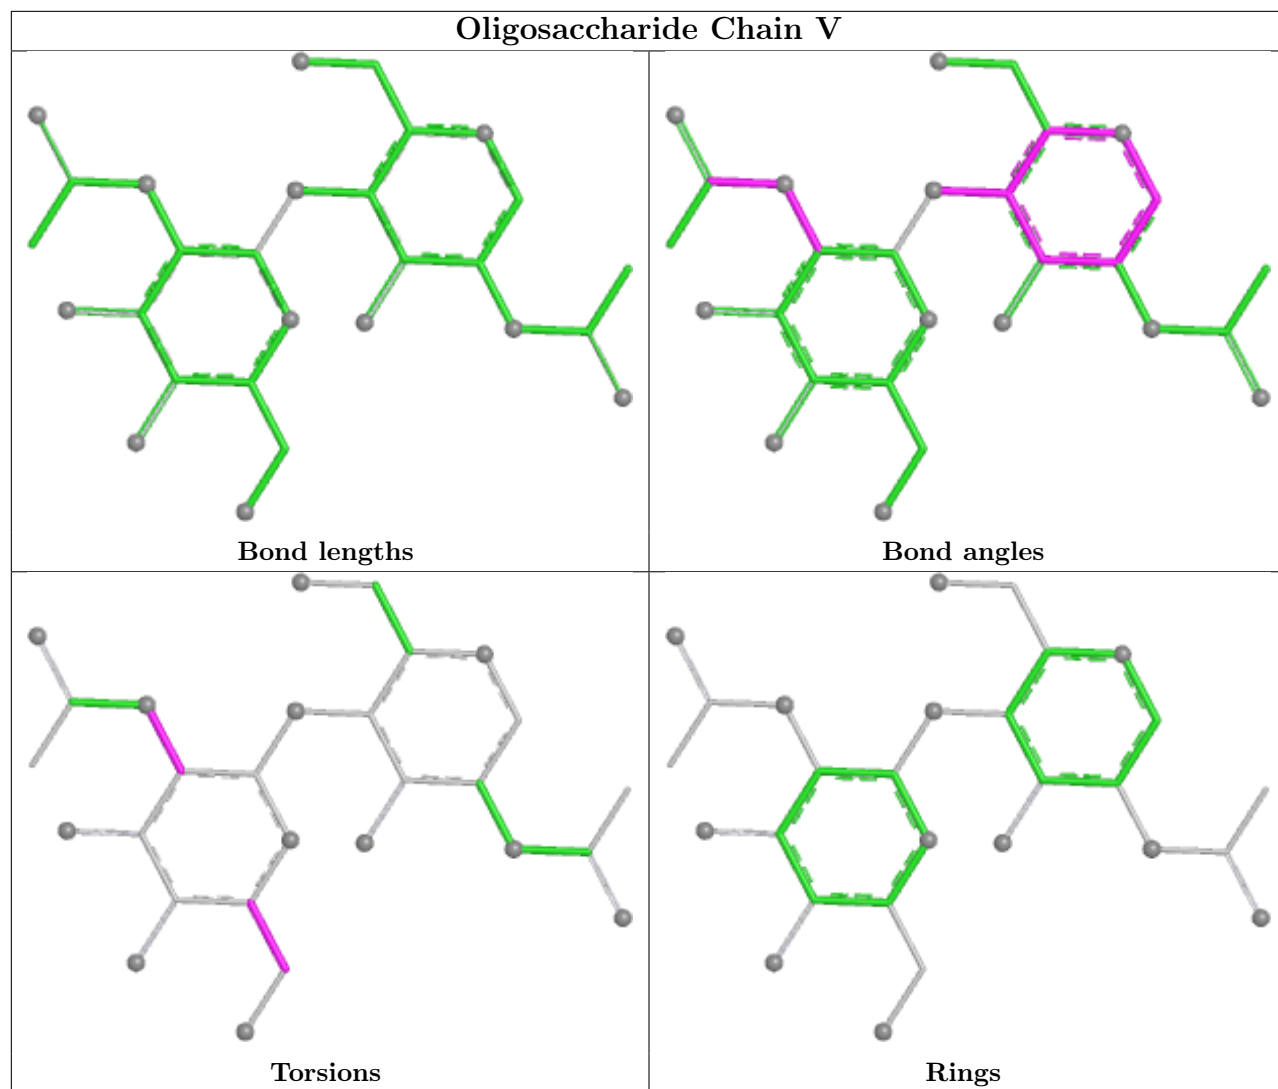 Oligosaccharide Chain V
Bond lengths
Bond angles
Torsions
Rings